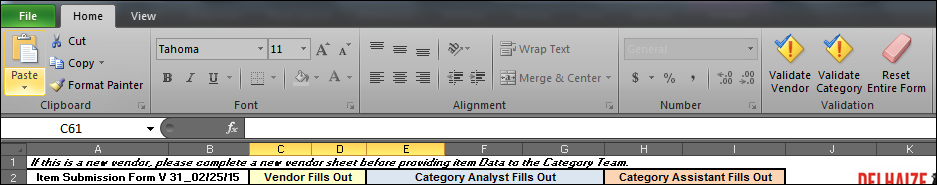 File Home View
Cut
Copy
Paste
Format Painter
Clipboard
Tahoma 11 A A
B I U A
Font
Wrap Text
Merge & Center
Alignment
General
$ % , .00 .0
Number
Validate Vendor
Validate Category
Reset Entire Form
Validation
C61 fx
A B C D E F G H I J K
1 If this is a new vendor, please complete a new vendor sheet before providing item Data to the Category Team.
2 Item Submission Form V 31_02/25/15 Vendor Fills Out Category Analyst Fills Out Category Assistant Fills Out DELHAIZE